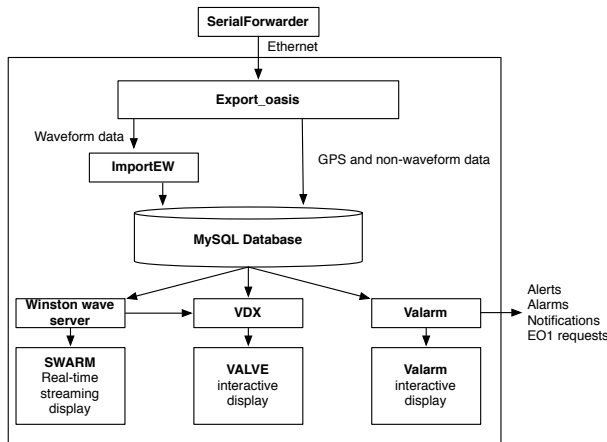 SerialForwarder
Ethernet
Export_oasis
Waveform data
ImportEW
GPS and non-waveform data
MySQL Database
Winston wave
server
VDX
Valarm
Alerts
Alarms
Notifications
EO1 requests
SWARM
Real-time
streaming
display
VALVE
interactive
display
Valarm
interactive
display